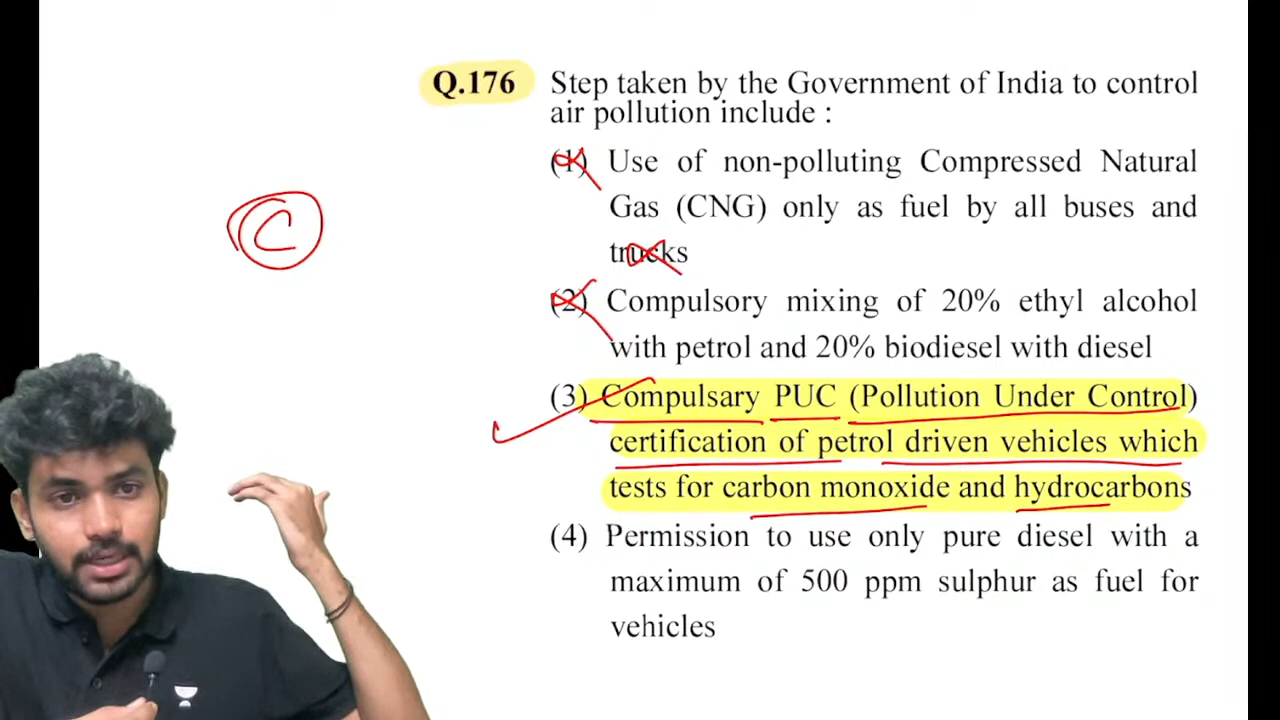 Q.176 Step taken by the Government of India to control
air pollution include :
(1) Use of non-polluting Compressed Natural
Gas (CNG) only as fuel by all buses and
trucks
(2) Compulsory mixing of 20% ethyl alcohol
with petrol and 20% biodiesel with diesel
(3) Compulsary PUC (Pollution Under Control)
certification of petrol driven vehicles which
tests for carbon monoxide and hydrocarbons
(4) Permission to use only pure diesel with a
maximum of 500 ppm sulphur as fuel for
vehicles
C